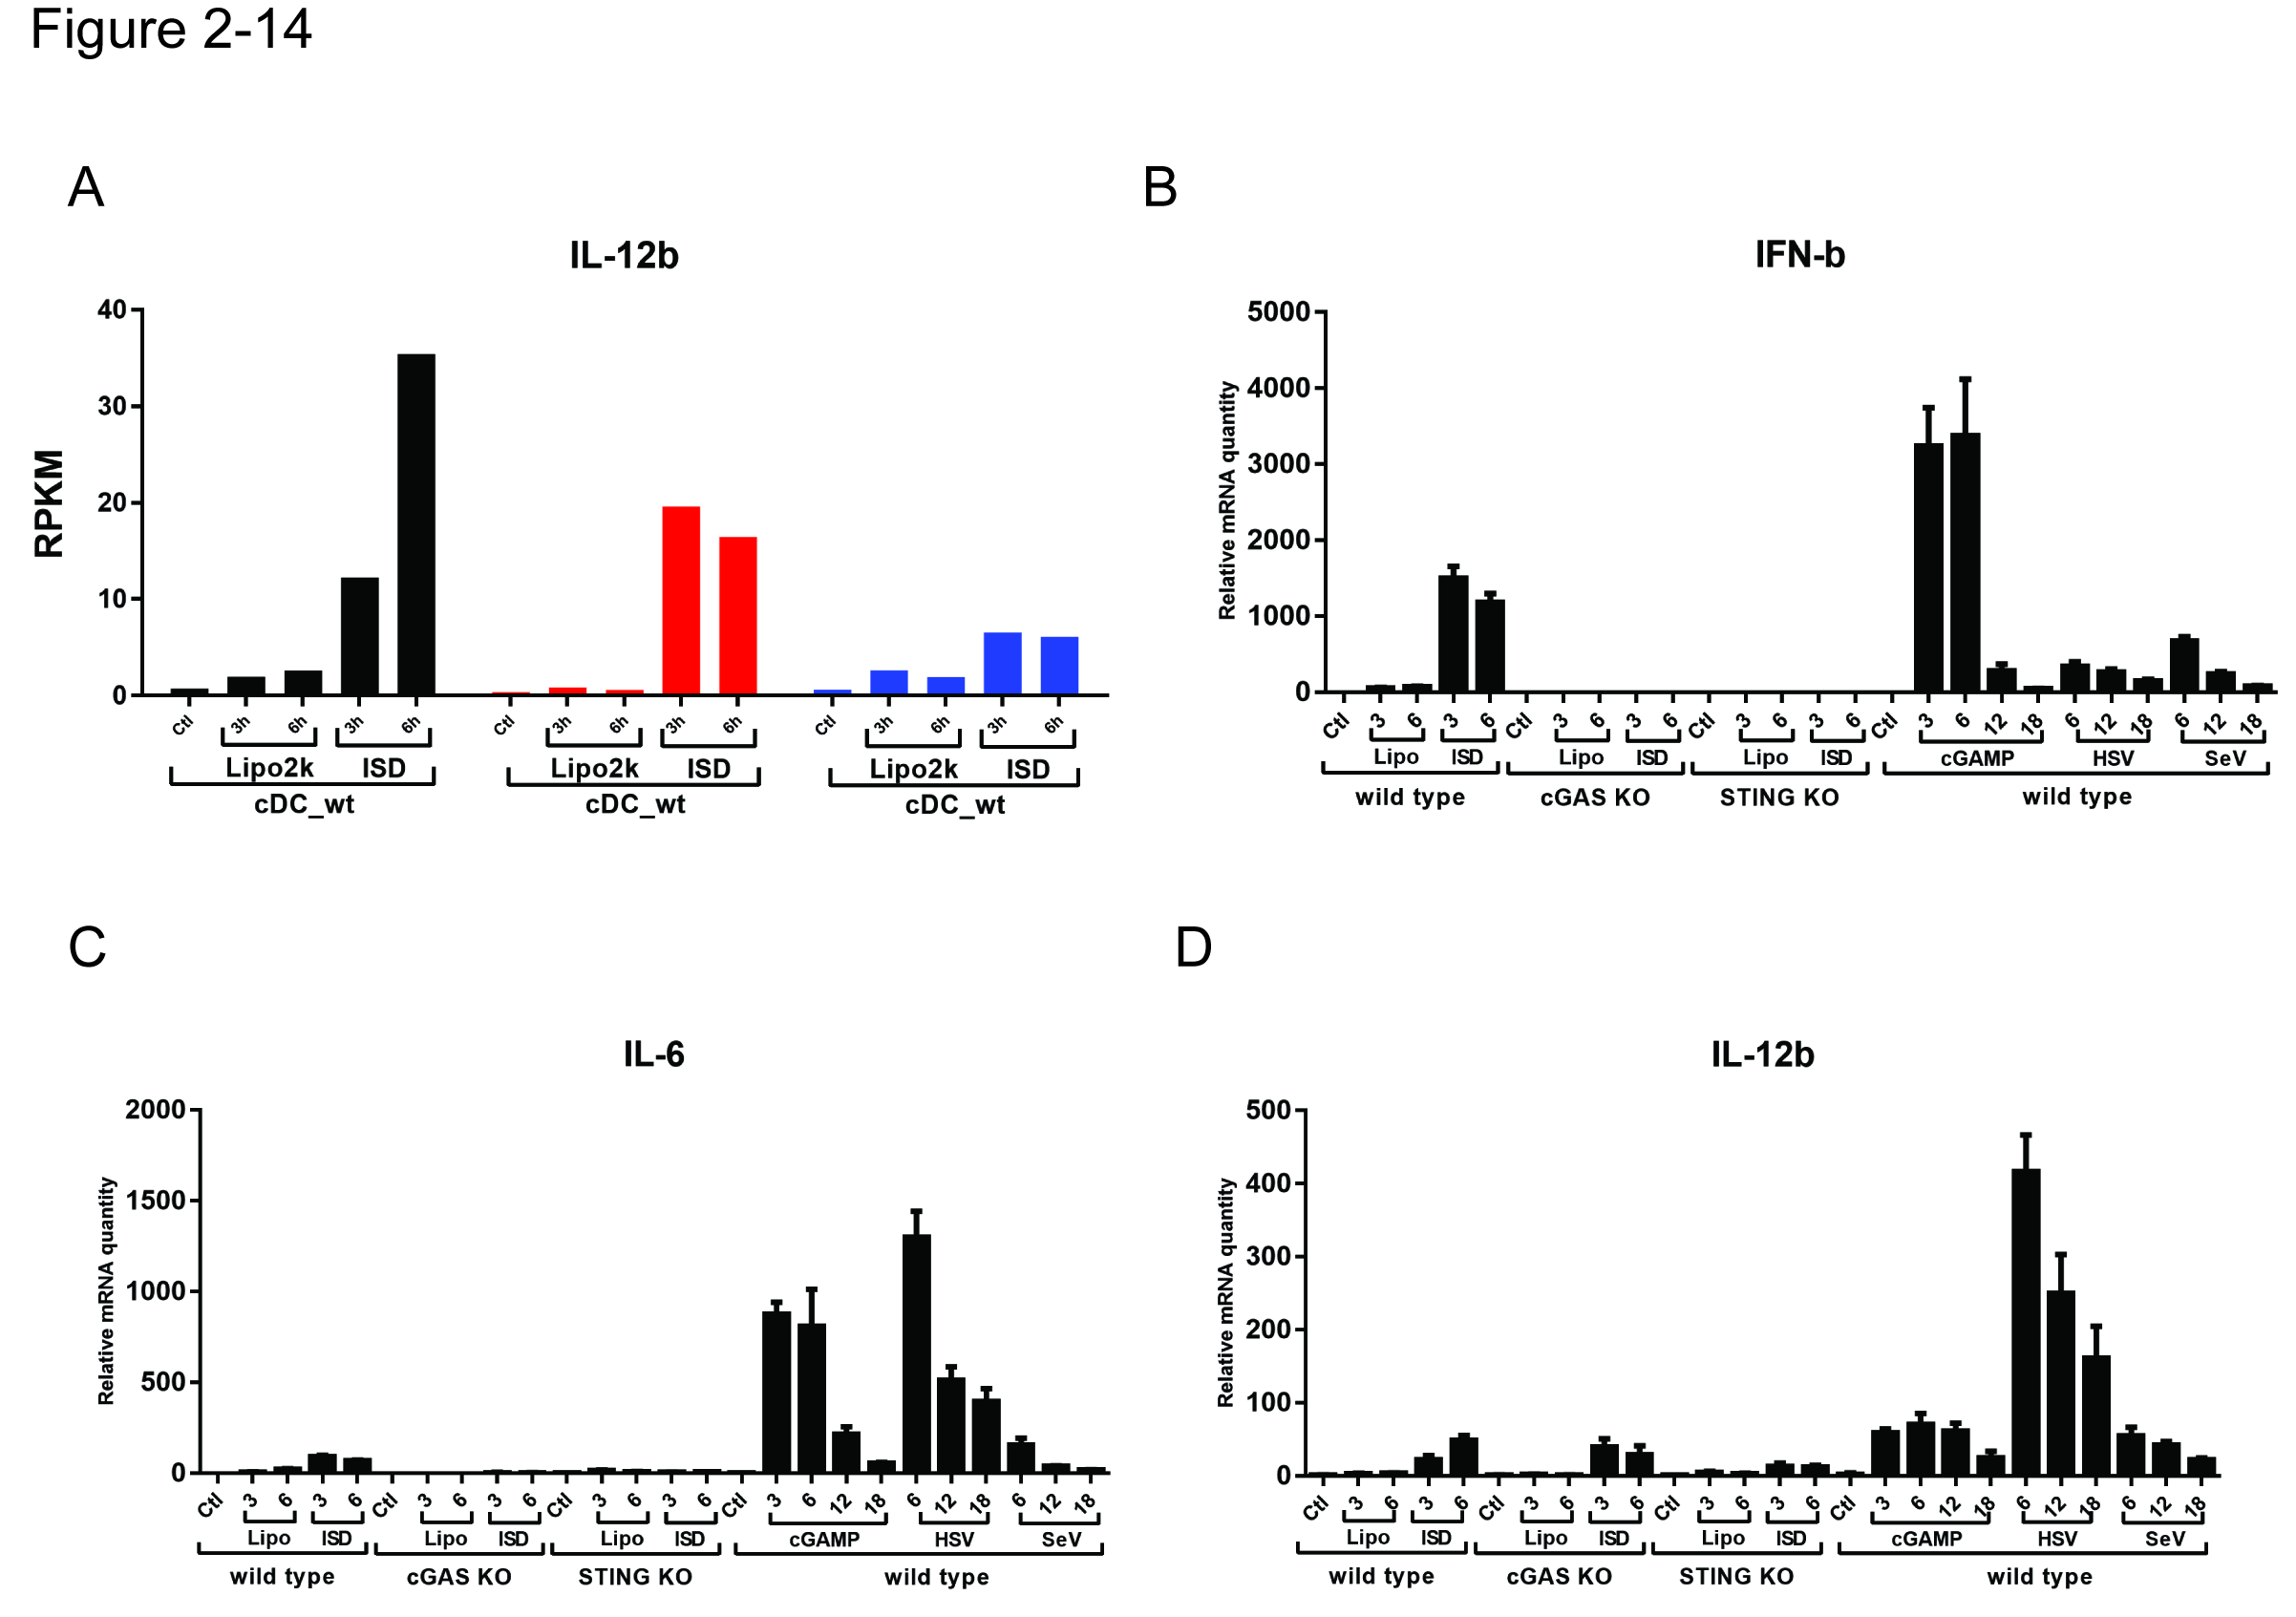 Figure 2-14
A
IL-12b
RPKM
40
30
20
10
0
Ctl 3h 6h 3h 6h Ctl 3h 6h 3h 6h Ctl 3h 6h 3h 6h
Lipo2k ISD Lipo2k ISD Lipo2k ISD
cDC_wt cDC_wt cDC_wt
B
IFN-b
Relative mRNA quantity
5000
4000
3000
2000
1000
0
Ctl 3 6 3 6 Ctl 3 6 3 6 Ctl 3 6 3 6 Ctl 3 6 12 18 6 12 18 6 12 18
Lipo ISD Lipo ISD Lipo ISD cGAMP HSV SeV
wild type cGAS KO STING KO wild type
C
IL-6
Relative mRNA quantity
2000
1500
1000
500
0
Ctl 3 6 3 6 Ctl 3 6 3 6 Ctl 3 6 3 6 Ctl 3 6 12 18 6 12 18 6 12 18
Lipo ISD Lipo ISD Lipo ISD cGAMP HSV SeV
wild type cGAS KO STING KO wild type
D
IL-12b
Relative mRNA quantity
500
400
300
200
100
0
Ctl 3 6 3 6 Ctl 3 6 3 6 Ctl 3 6 3 6 Ctl 3 6 12 18 6 12 18 6 12 18
Lipo ISD Lipo ISD Lipo ISD cGAMP HSV SeV
wild type cGAS KO STING KO wild type